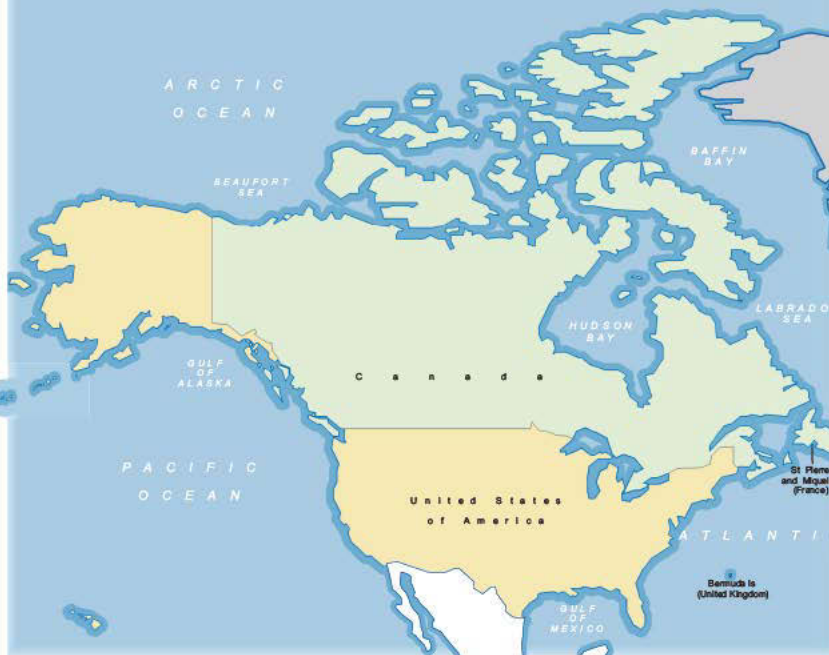 ARCTIC
OCEAN
BAFFIN
BAY
BEAUFORT
SEA
LABRADO
SEA
HUDSON
BAY
GULF
OF
ALASKA
Canada
PACIFIC
OCEAN
St Pierre
and Miquel
(France)
United States
of America
ATLANTI
Bermuda Is
(United Kingdom)
GULF
OF
MEXICO